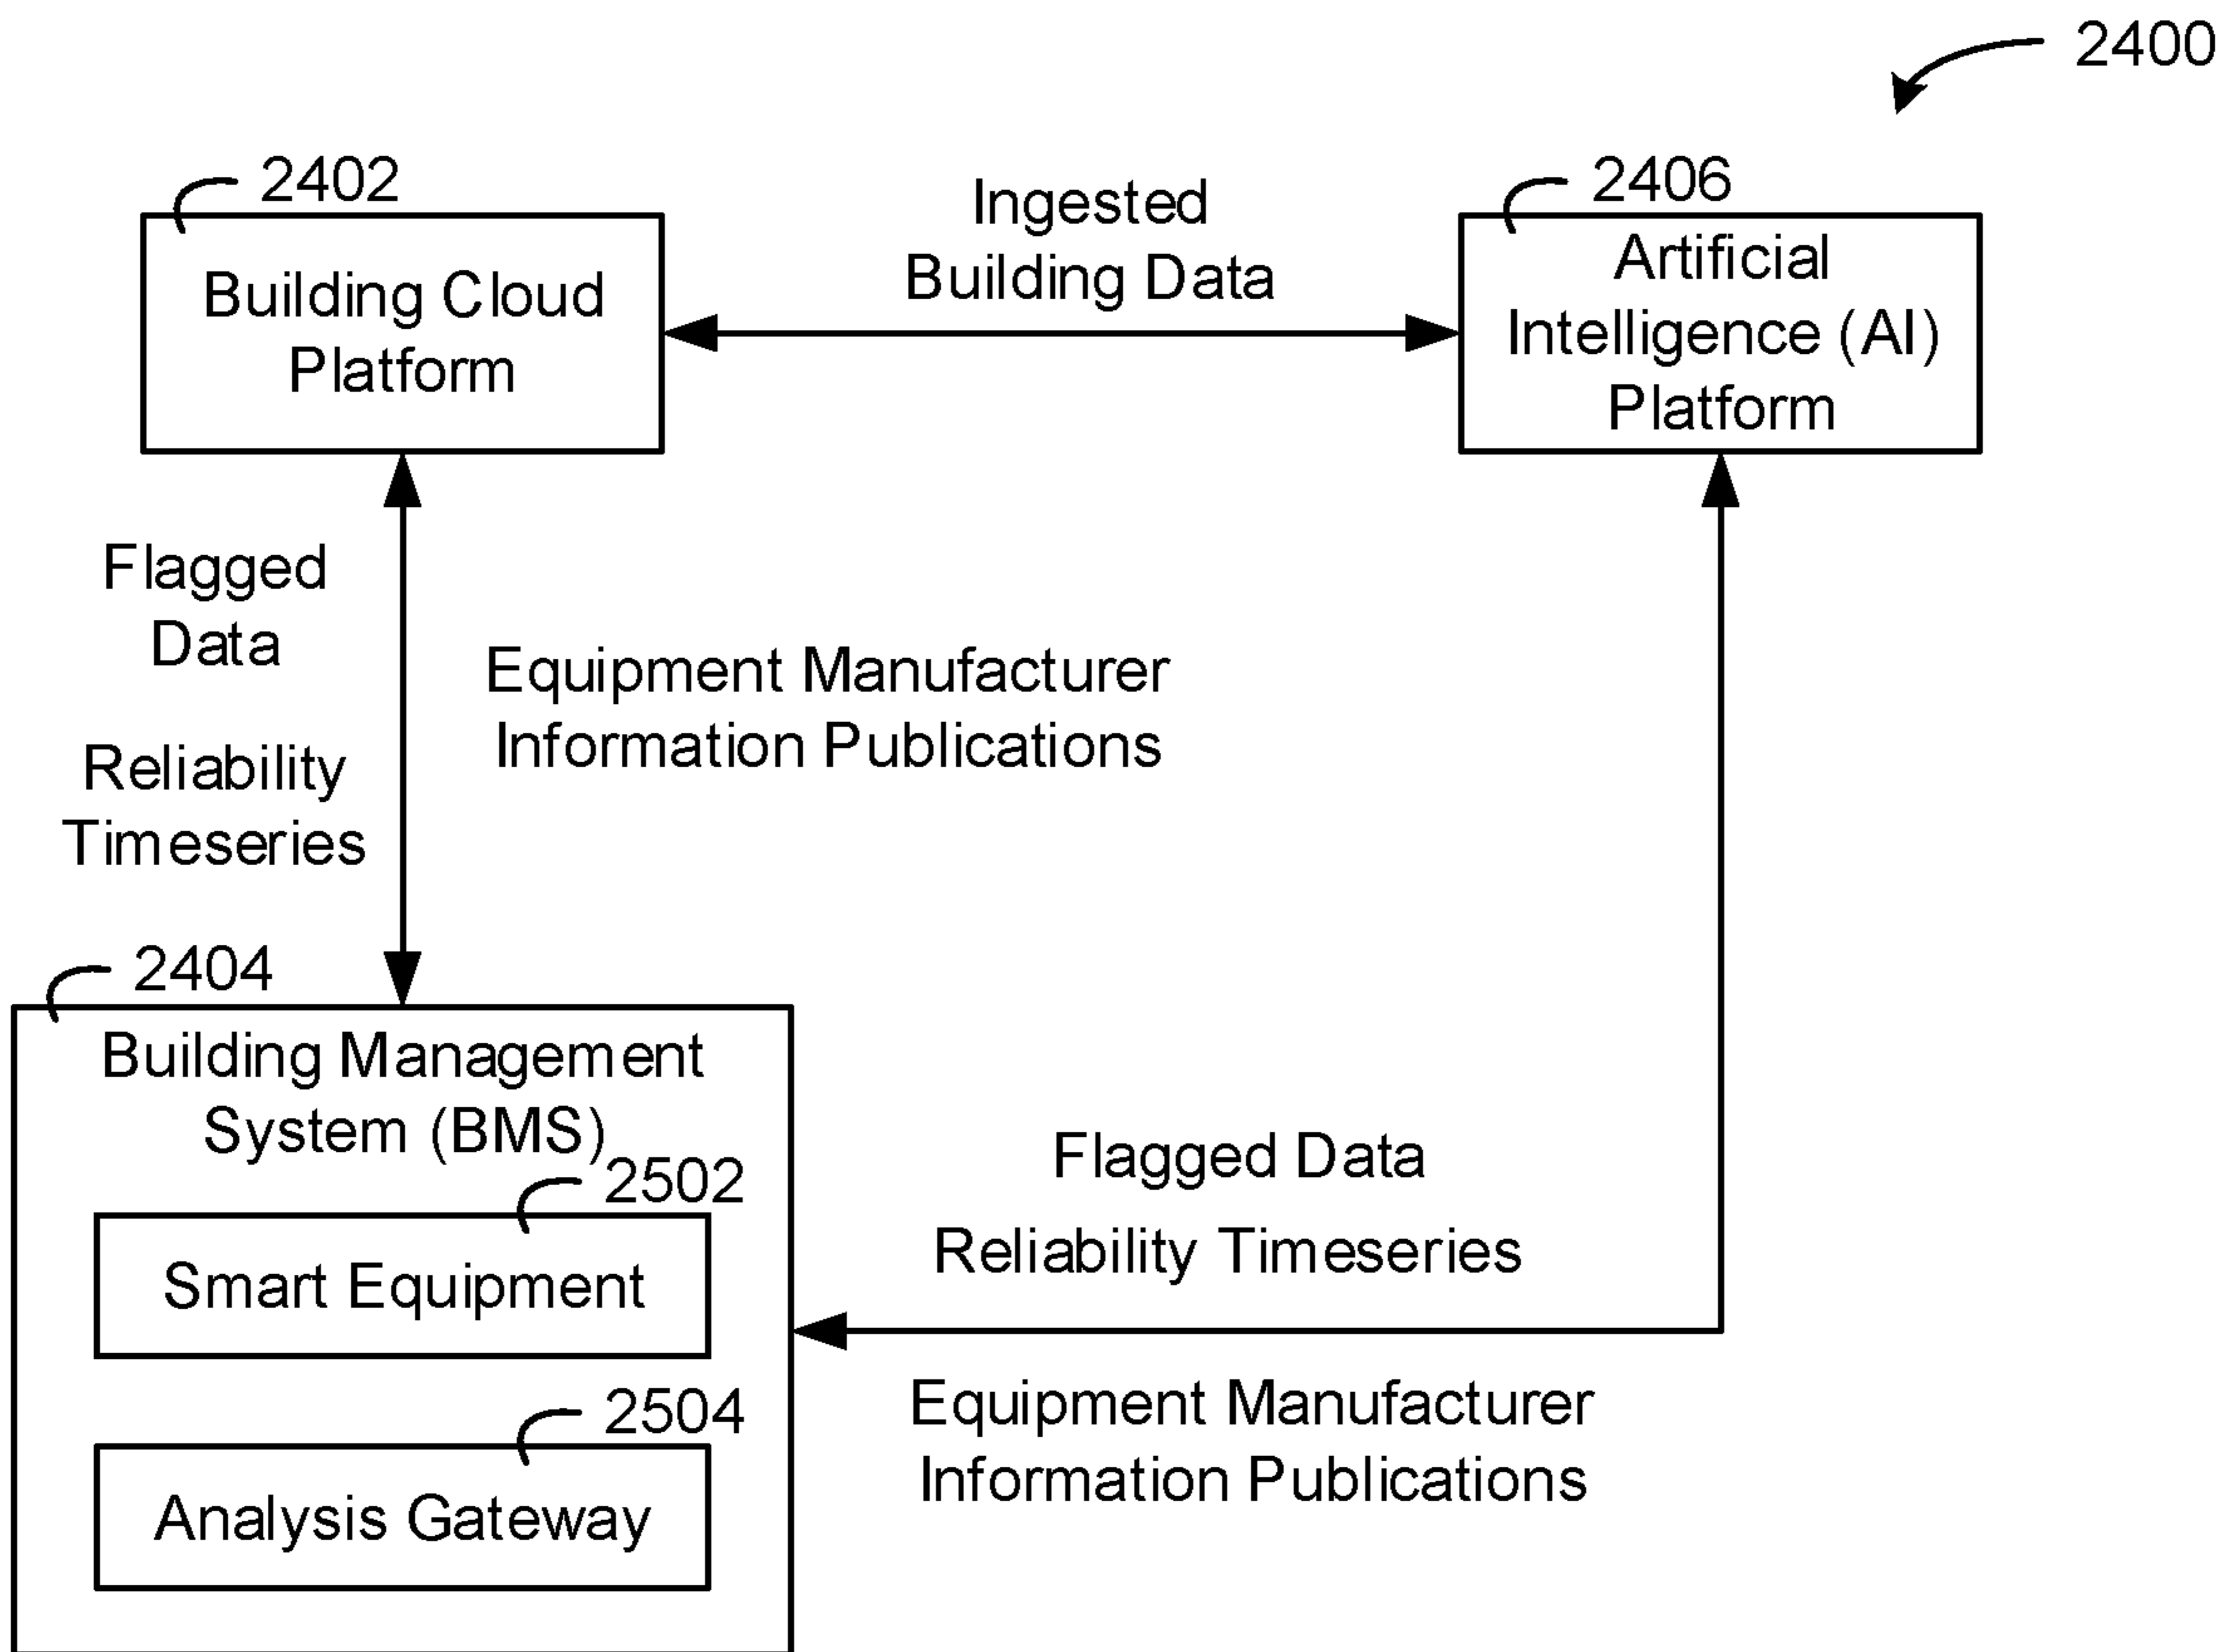 2400
2402
Building Cloud
Platform
Ingested
Building Data
2406
Artificial
Intelligence (AI)
Platform
Flagged
Data
Reliability
Timeseries
Equipment Manufacturer
Information Publications
2404
Building Management
System (BMS)
2502
Smart Equipment
2504
Analysis Gateway
Flagged Data
Reliability Timeseries
Equipment Manufacturer
Information Publications